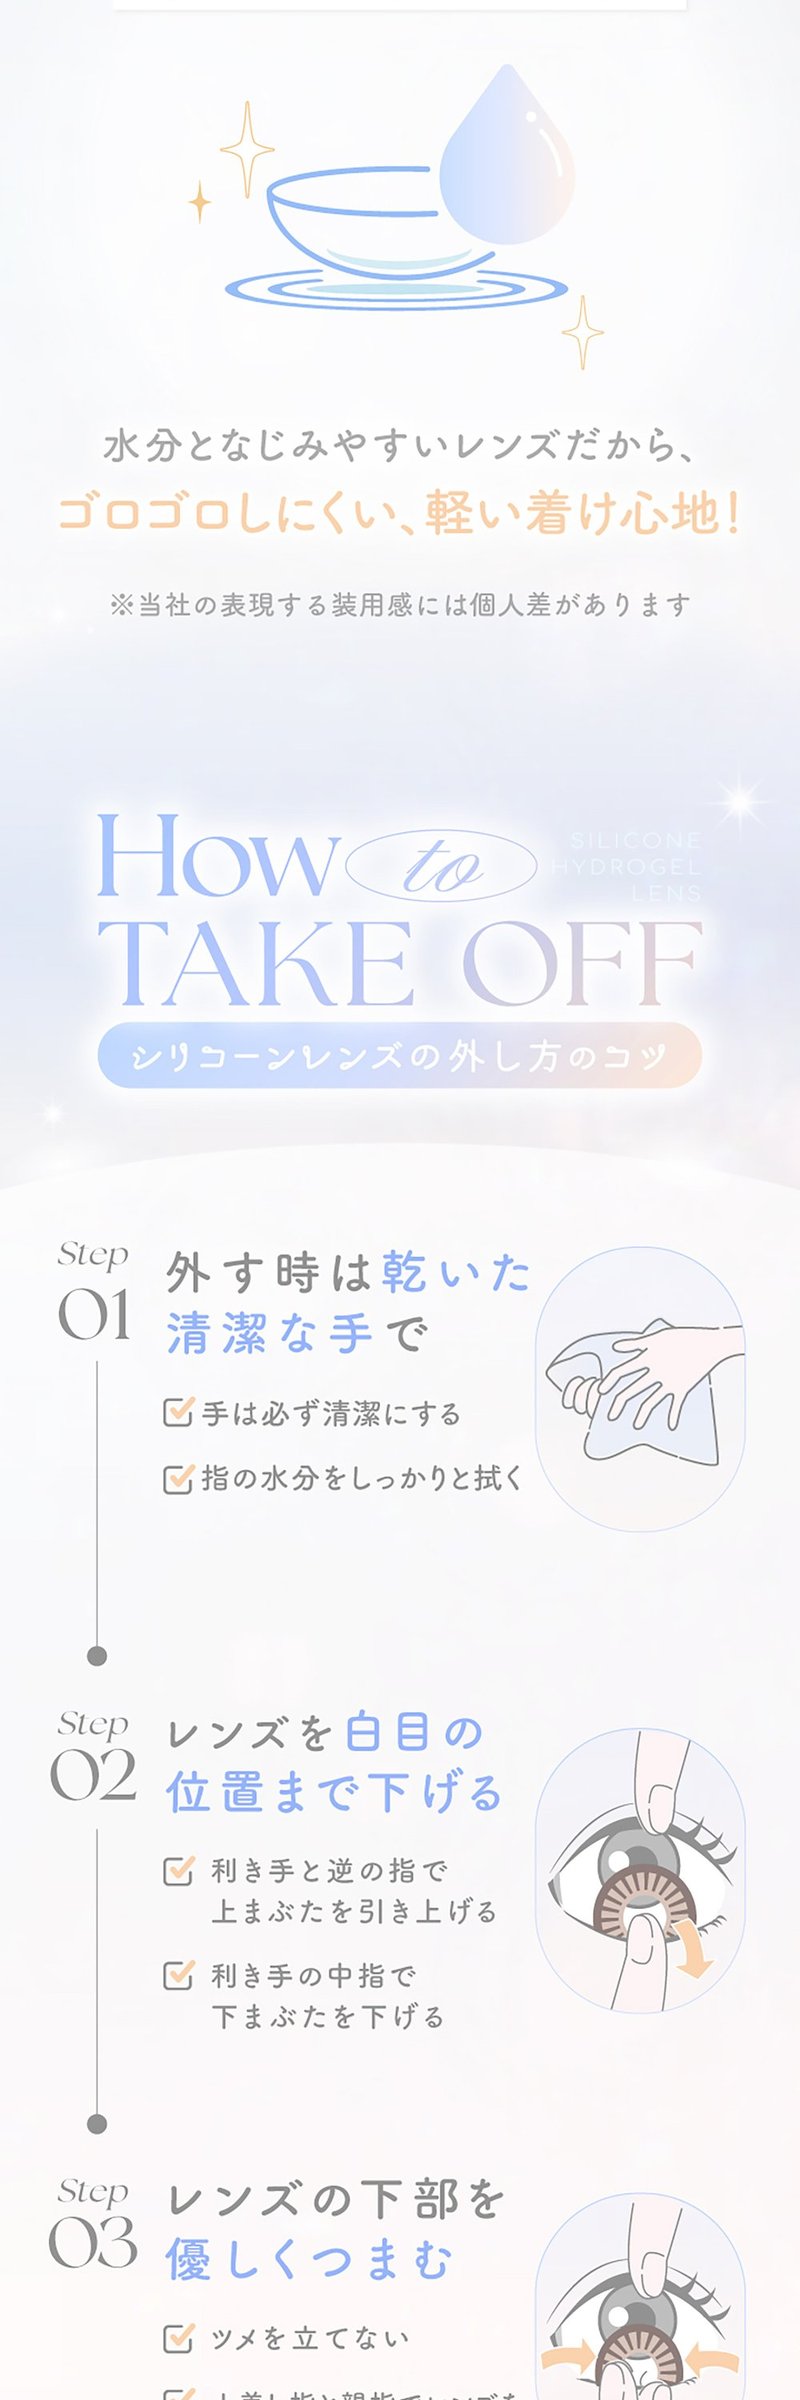 水分となじみやすいレンズだから、
ゴロゴロしにくい、軽い着け心地！
※当社の表現する装用感には個人差があります
How to
SILICONE
HYDROGEL
LENS
TAKE OFF
シリコーンレンズの外し方のコツ
Step
01
外す時は乾いた
清潔な手で
手は必ず清潔にする
指の水分をしっかりと拭く
Step
02
レンズを白目の
位置まで下げる
利き手と逆の指で
上まぶたを引き上げる
利き手の中指で
下まぶたを下げる
Step
03
レンズの下部を
優しくつまむ
ツメを立てない